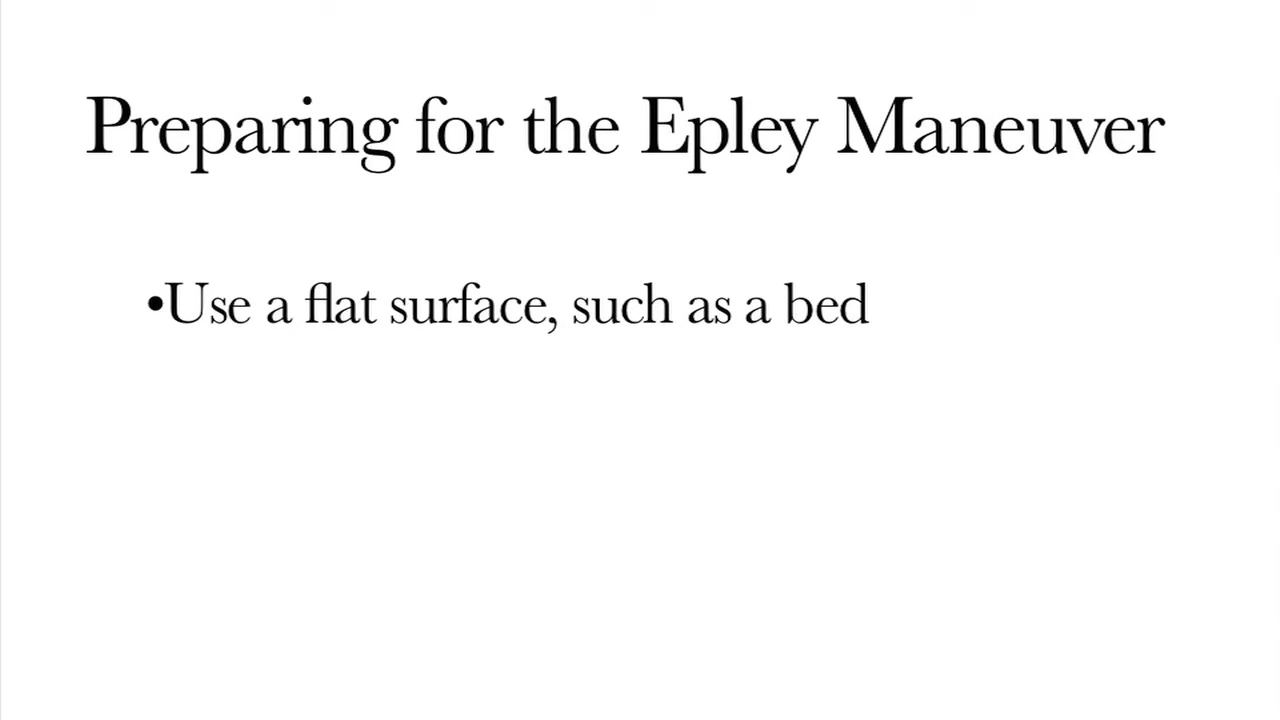 Preparing for the Epley Maneuver
•Use a flat surface, such as a bed